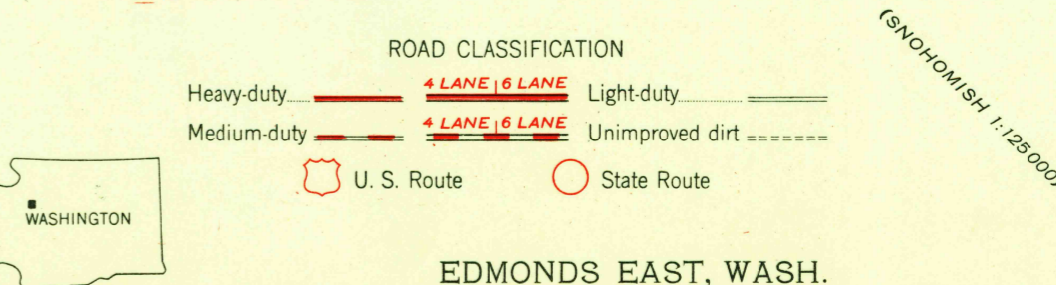 ROAD CLASSIFICATION
Heavy-duty 4 LANE 6 LANE Light-duty
Medium-duty 4 LANE 6 LANE Unimproved dirt
U. S. Route State Route
(SNOHOMISH 1:125000)
WASHINGTON
EDMONDS EAST, WASH.